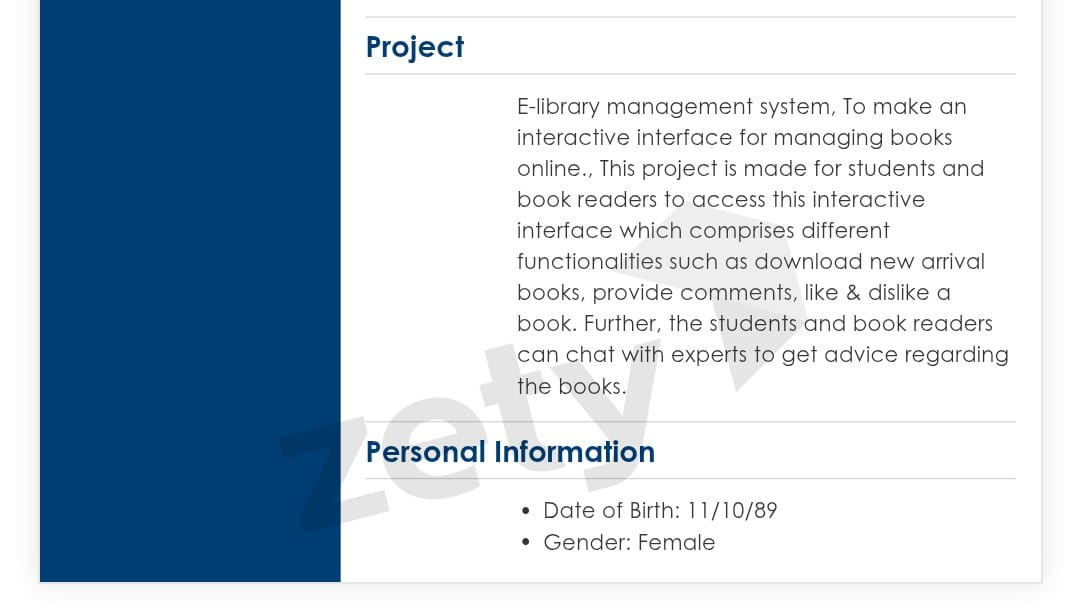 Project
E-library management system, To make an
interactive interface for managing books
online., This project is made for students and
book readers to access this interactive
interface which comprises different
functionalities such as download new arrival
books, provide comments, like & dislike a
book. Further, the students and book readers
can chat with experts to get advice regarding
the books.
zety
Personal Information
• Date of Birth: 11/10/89
• Gender: Female